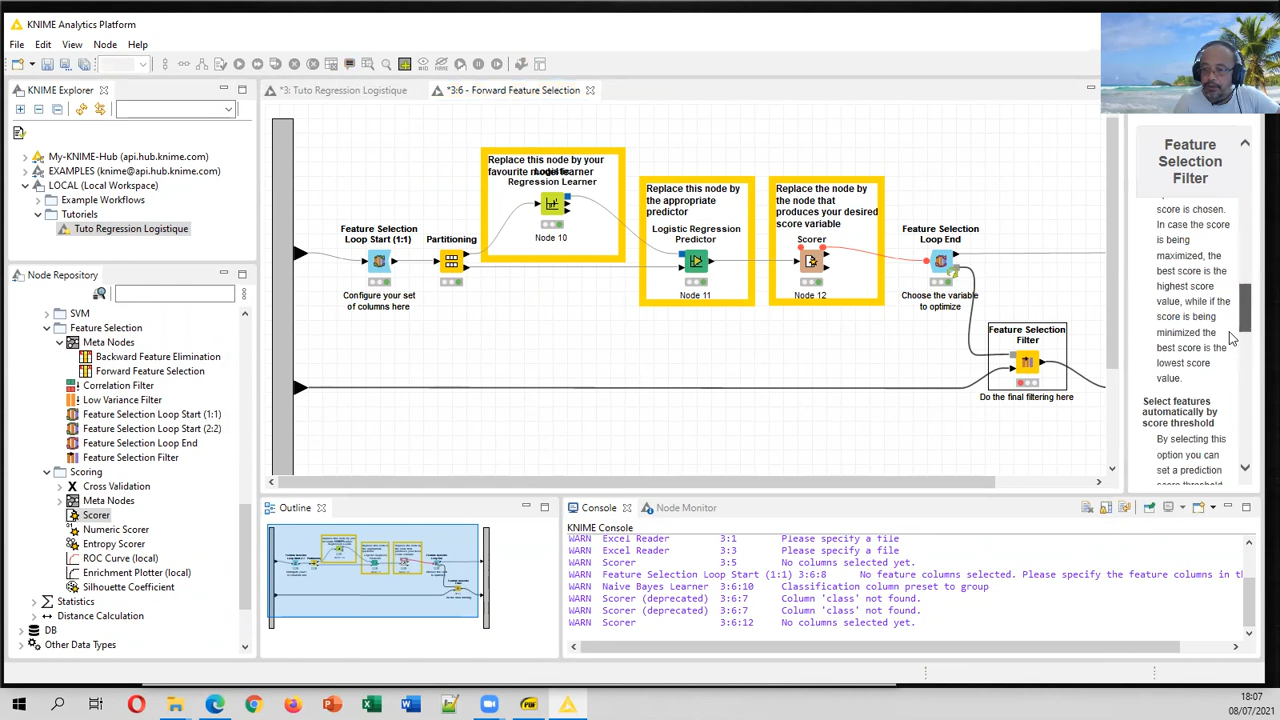 KNIME Analytics Platform
File Edit View Node Help
KNIME Explorer
*3: Tuto Regression Logistique
*3:6 - Forward Feature Selection
My-KNIME-Hub (api.hub.knime.com)
EXAMPLES (knime@api.hub.knime.com)
LOCAL (Local Workspace)
Example Workflows
Tutoriels
Tuto Regression Logistique
Node Repository
SVM
Feature Selection
Meta Nodes
Backward Feature Elimination
Forward Feature Selection
Correlation Filter
Low Variance Filter
Feature Selection Loop Start (1:1)
Feature Selection Loop Start (2:2)
Feature Selection Loop End
Feature Selection Filter
Scoring
Cross Validation
Meta Nodes
Scorer
Numeric Scorer
Entropy Scorer
ROC Curve (local)
Enrichment Plotter (local)
Silhouette Coefficient
Statistics
Distance Calculation
DB
Other Data Types
Feature Selection
Loop Start (1:1)
Configure your set
of columns here
Partitioning
Replace this node by your
favourite learner
Regression Learner
Node 10
Replace this node by
the appropriate
predictor
Logistic Regression
Predictor
Node 11
Replace the node by
the node that
produces your desired
score variable
Scorer
Node 12
Feature Selection
Loop End
Choose the variable
to optimize
Feature Selection
Filter
Do the final filtering here
Feature
Selection
Filter
score is chosen.
In case the score
is being
maximized, the
best score is the
highest score
value, while if the
score is being
minimized the
best score is the
lowest score
value.
Select features
automatically by
score threshold
By selecting this
option you can
set a prediction
score threshold
Outline
Console
Node Monitor
KNIME Console
WARN Excel Reader 3:1 Please specify a file
WARN Excel Reader 3:3 Please specify a file
WARN Scorer 3:5 No columns selected yet.
WARN Feature Selection Loop Start (1:1) 3:6:8 No feature columns selected. Please specify the feature columns in t
WARN Naive Bayes Learner 3:6:10 Classification column preset to group
WARN Scorer (deprecated) 3:6:7 Column 'class' not found.
WARN Scorer (deprecated) 3:6:7 Column 'class' not found.
WARN Scorer 3:6:12 No columns selected yet.
18:07
08/07/2021